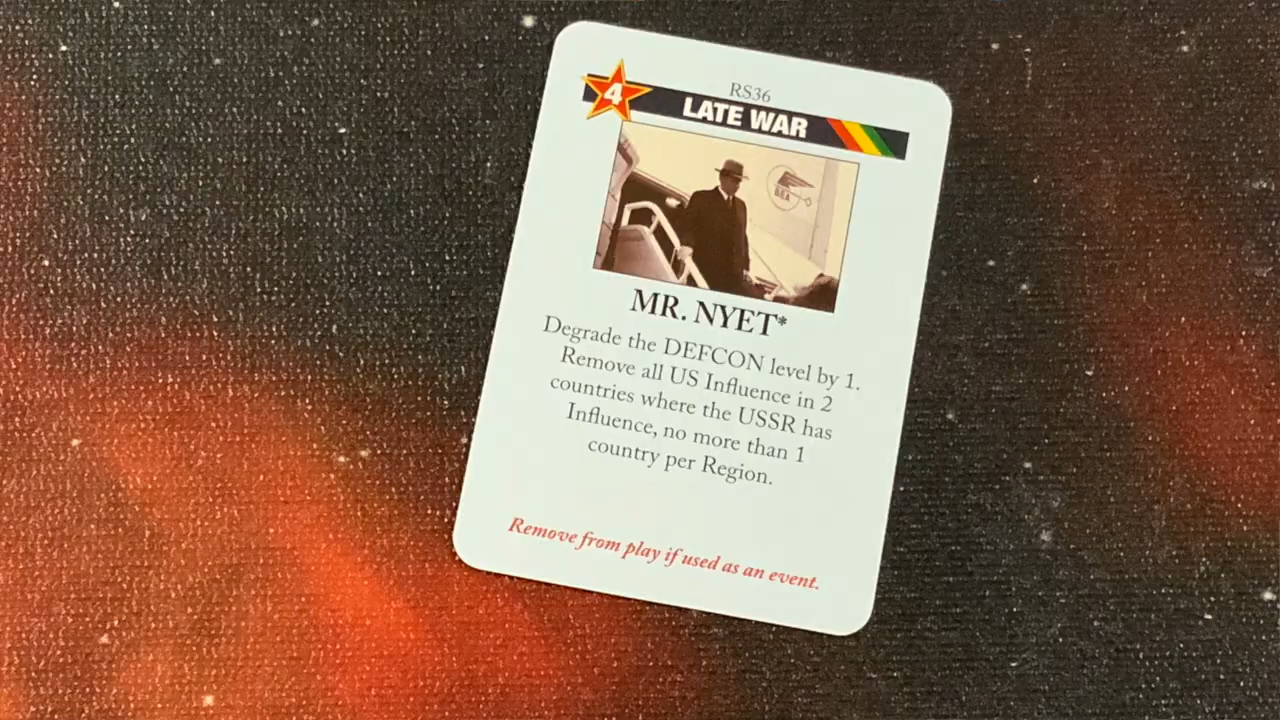 RS36
4
LATE WAR
MR. NYET*
Degrade the DEFCON level by 1.
Remove all US Influence in 2
countries where the USSR has
Influence, no more than 1
country per Region.
Remove from play if used as an event.